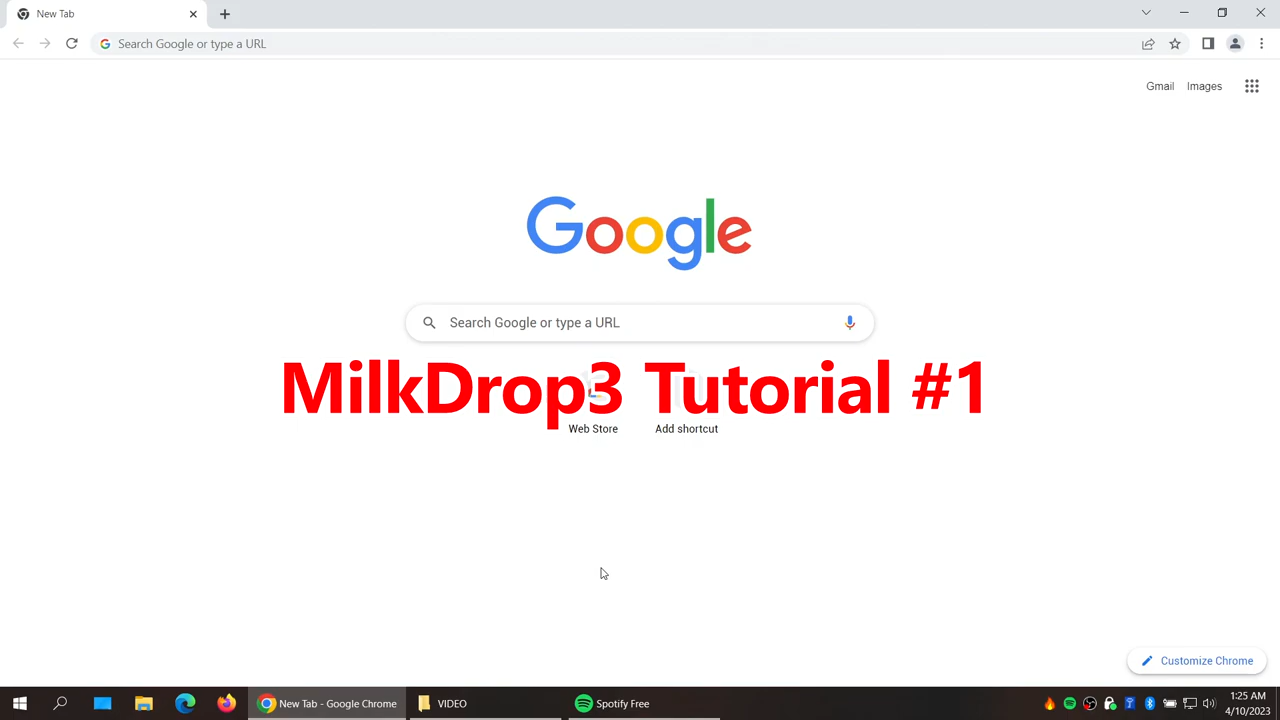 New Tab
Search Google or type a URL
Gmail Images
Google
Search Google or type a URL
MilkDrop3 Tutorial #1
Web Store Add shortcut
Customize Chrome
New Tab - Google Chrome VIDEO Spotify Free
1:25 AM
4/10/2023